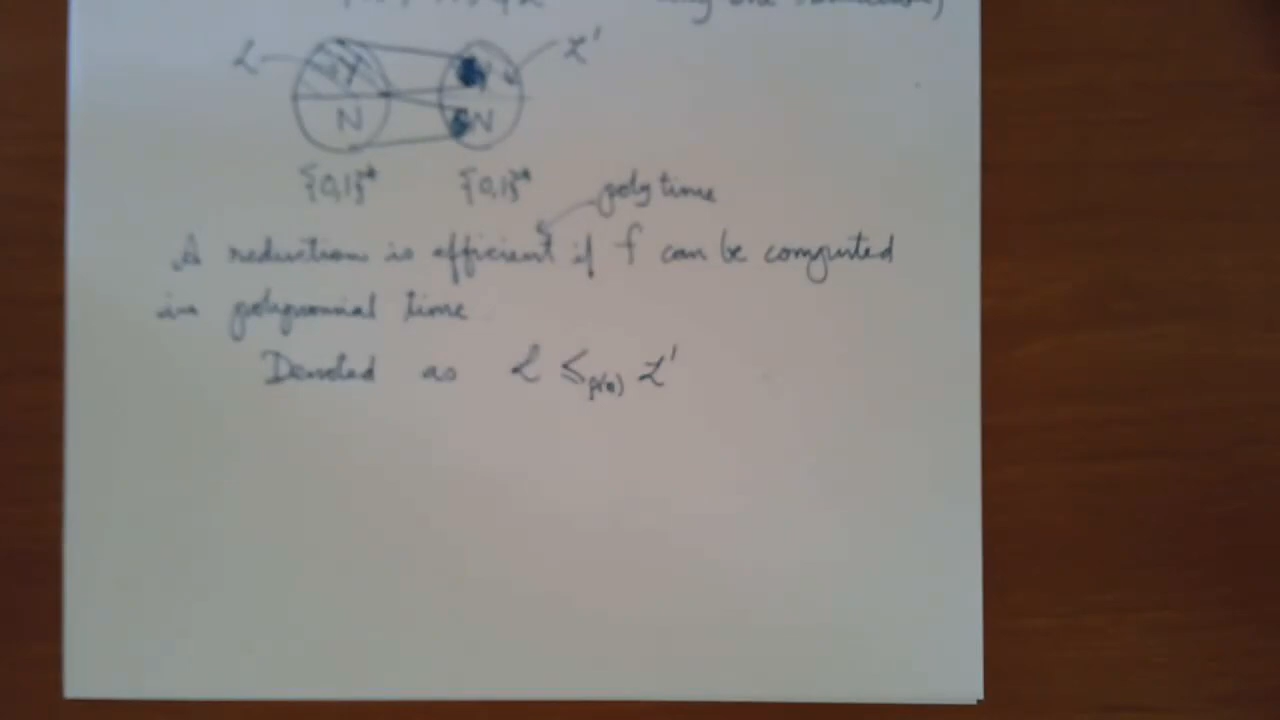 L L'
Y Y
N N
{0,1}* {0,1}*
poly time
A reduction is efficient if f can be computed
in polynomial time
Denoted as L ≤p(n) L'